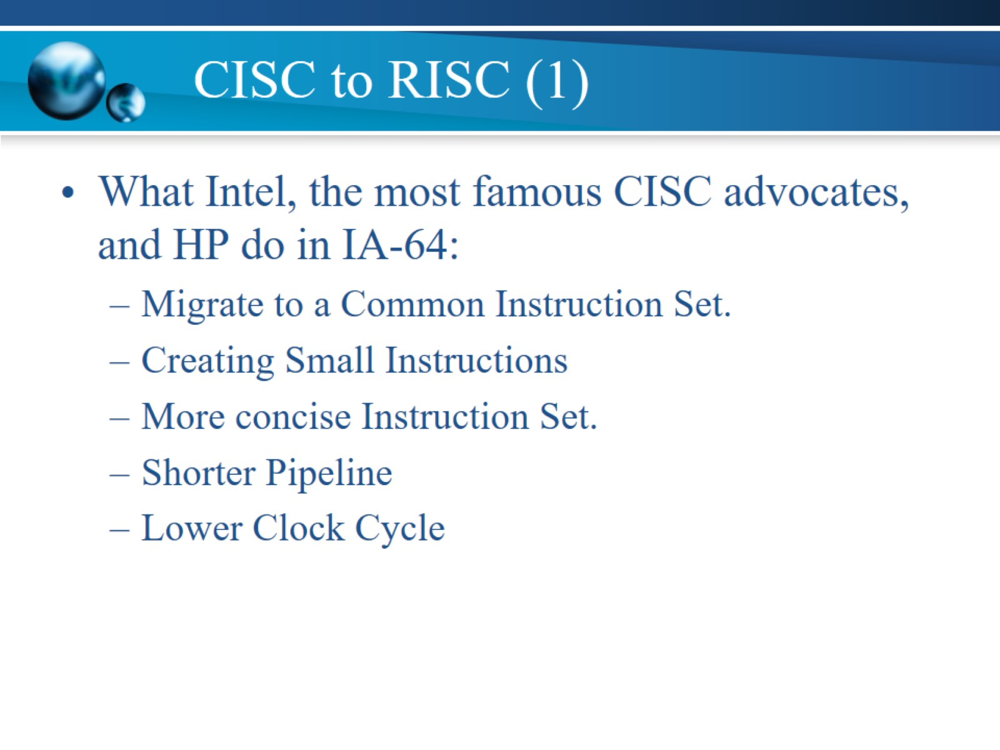 CISC to RISC (1)
• What Intel, the most famous CISC advocates,
and HP do in IA-64:
– Migrate to a Common Instruction Set.
– Creating Small Instructions
– More concise Instruction Set.
– Shorter Pipeline
– Lower Clock Cycle